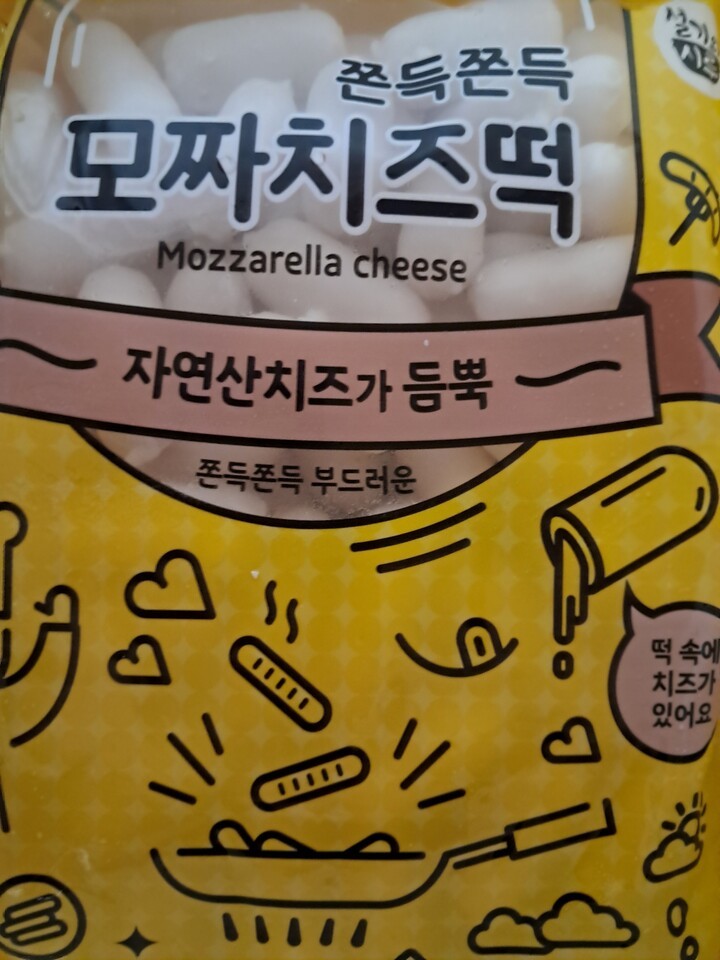 쫀득쫀득
모짜치즈떡
Mozzarella cheese
자연산치즈가 듬뿍
쫀득쫀득 부드러운
떡 속에
치즈가
있어요